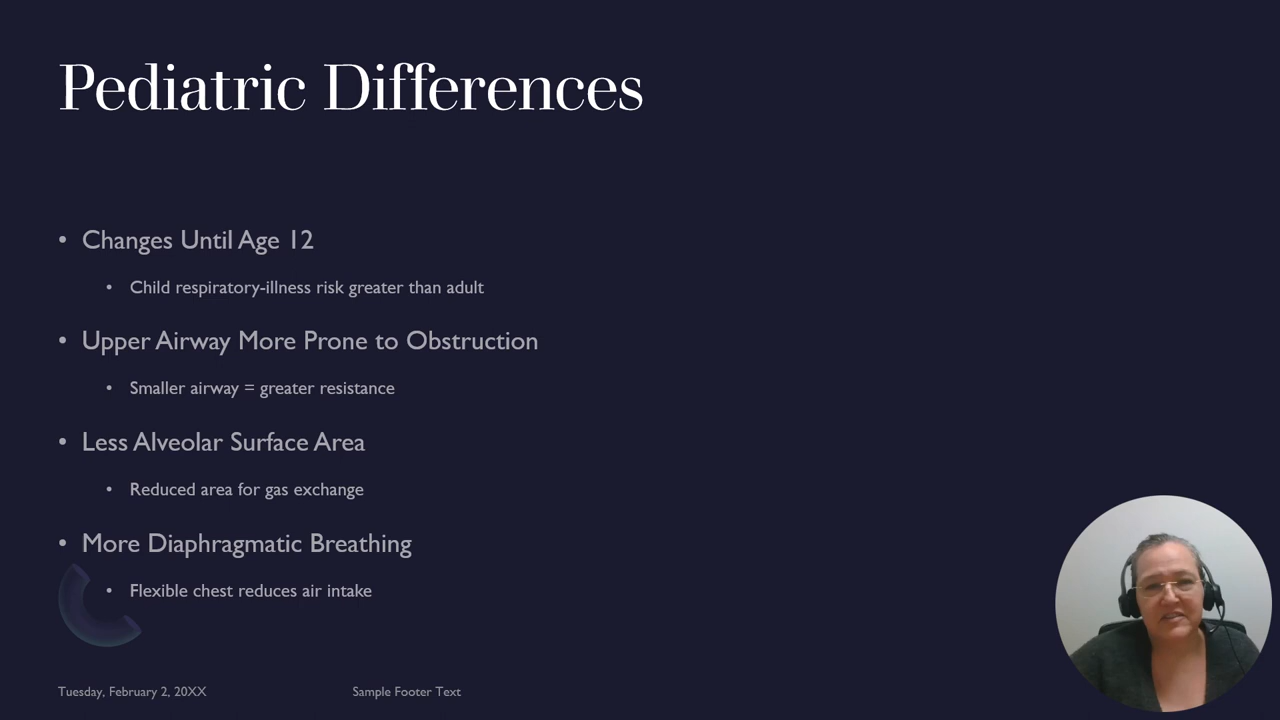 Pediatric Differences
• Changes Until Age 12
• Child respiratory-illness risk greater than adult
• Upper Airway More Prone to Obstruction
• Smaller airway = greater resistance
• Less Alveolar Surface Area
• Reduced area for gas exchange
• More Diaphragmatic Breathing
• Flexible chest reduces air intake
Tuesday, February 2, 20XX
Sample Footer Text